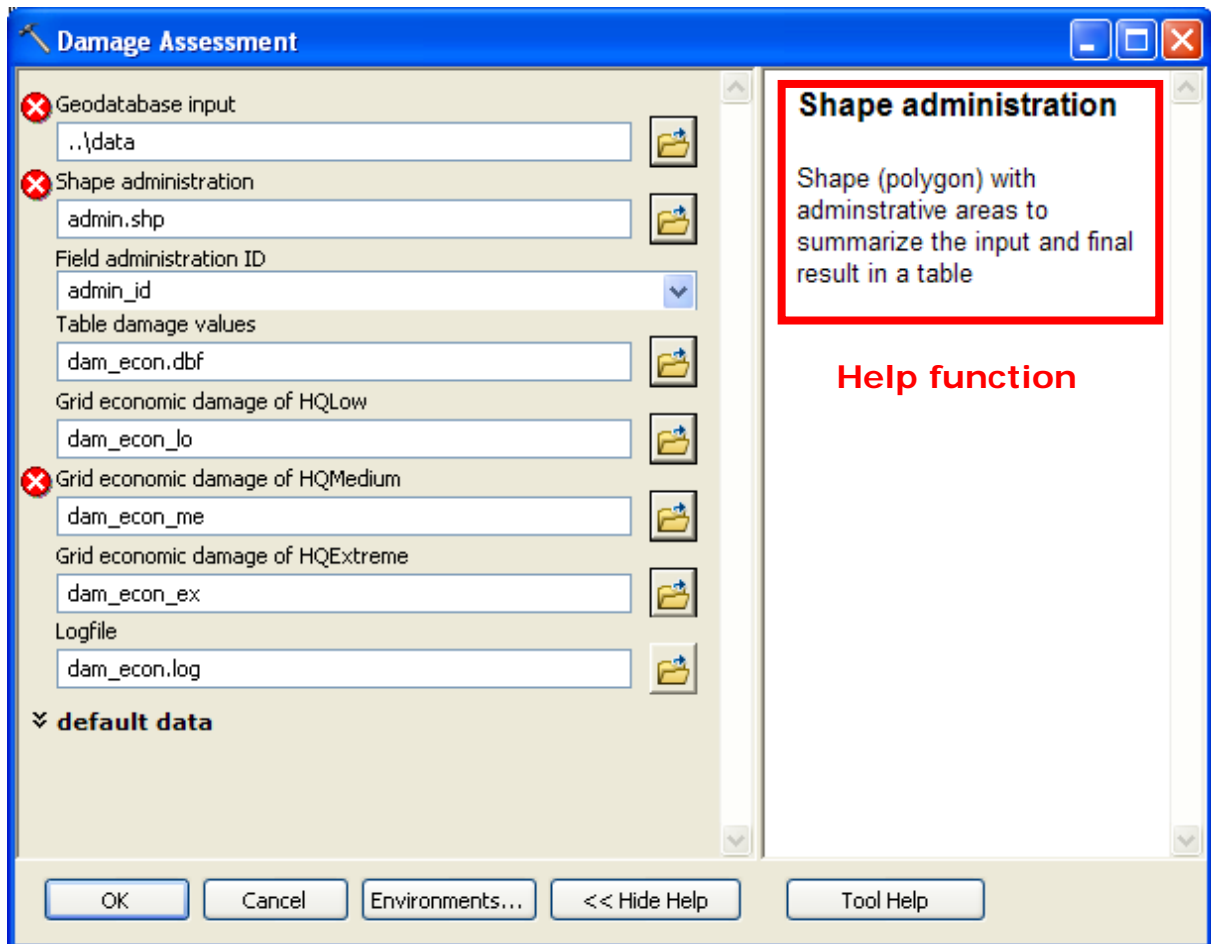 Damage Assessment
Geodatabase input
..\data
Shape administration
admin.shp
Field administration ID
admin_id
Table damage values
dam_econ.dbf
Grid economic damage of HQLow
dam_econ_lo
Grid economic damage of HQMedium
dam_econ_me
Grid economic damage of HQExtreme
dam_econ_ex
Logfile
dam_econ.log
default data
Shape administration
Shape (polygon) with
adminstrative areas to
summarize the input and final
result in a table
Help function
OK
Cancel
Environments...
<< Hide Help
Tool Help